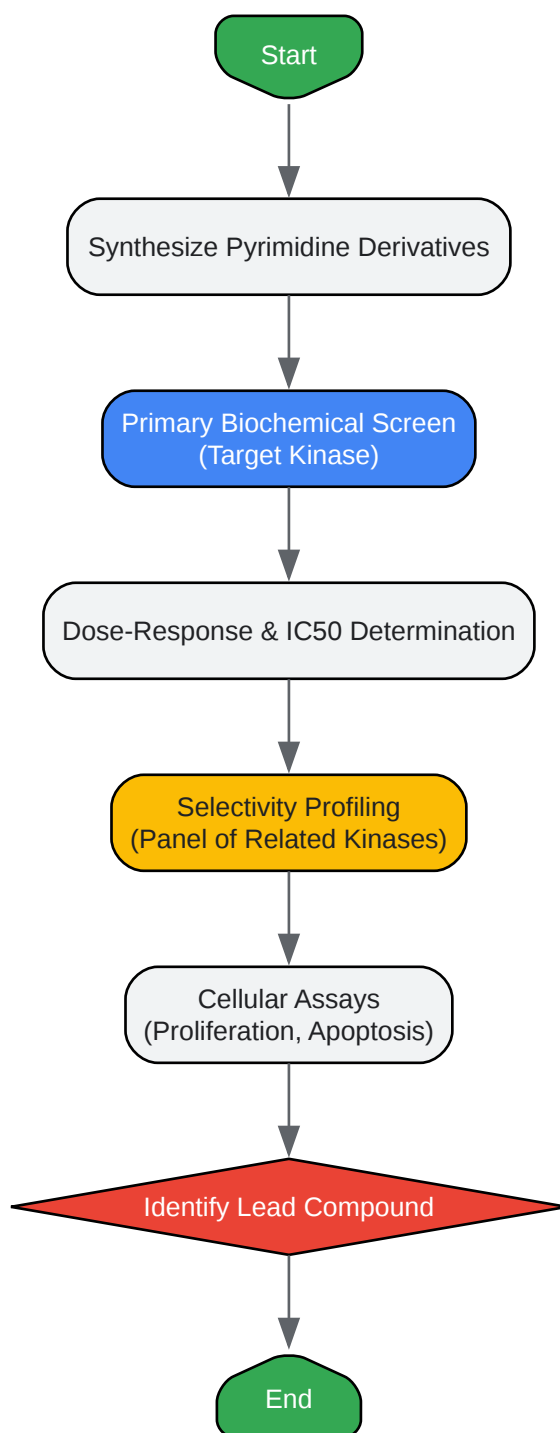 Start
Synthesize Pyrimidine Derivatives
Primary Biochemical Screen
(Target Kinase)
Dose-Response & IC50 Determination
Selectivity Profiling
(Panel of Related Kinases)
Cellular Assays
(Proliferation, Apoptosis)
Identify Lead Compound
End